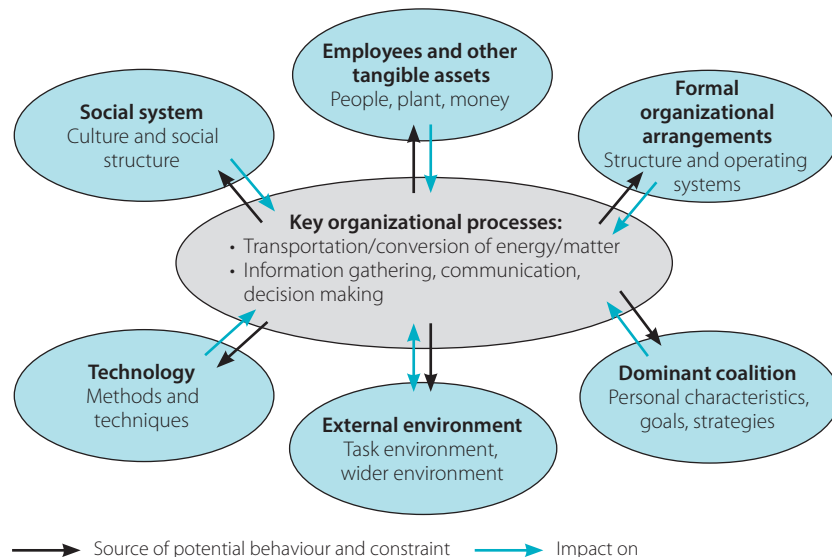 Employees and other
tangible assets
People, plant, money
Social system
Culture and social
structure
Formal
organizational
arrangements
Structure and operating
systems
Key organizational processes:
• Transportation/conversion of energy/matter
• Information gathering, communication,
decision making
Technology
Methods and
techniques
External environment
Task environment,
wider environment
Dominant coalition
Personal characteristics,
goals, strategies
Source of potential behaviour and constraint
Impact on